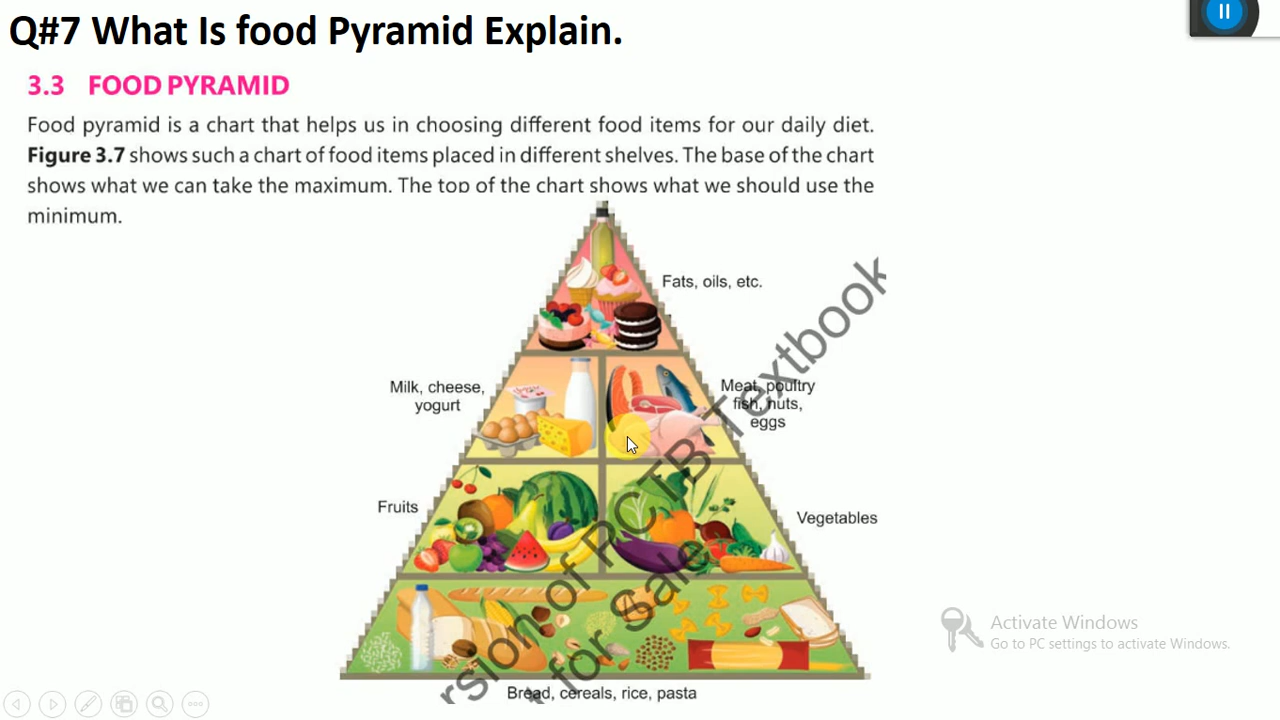 Q#7 What Is food Pyramid Explain.
3.3 FOOD PYRAMID
Food pyramid is a chart that helps us in choosing different food items for our daily diet.
Figure 3.7 shows such a chart of food items placed in different shelves. The base of the chart
shows what we can take the maximum. The top of the chart shows what we should use the
minimum.
Fats, oils, etc.
Milk, cheese,
yogurt
Meat, poultry
fish, nuts,
eggs
Fruits
Vegetables
Bread, cereals, rice, pasta
rsion of PCTB Textbook
t for Sale
Activate Windows
Go to PC settings to activate Windows.